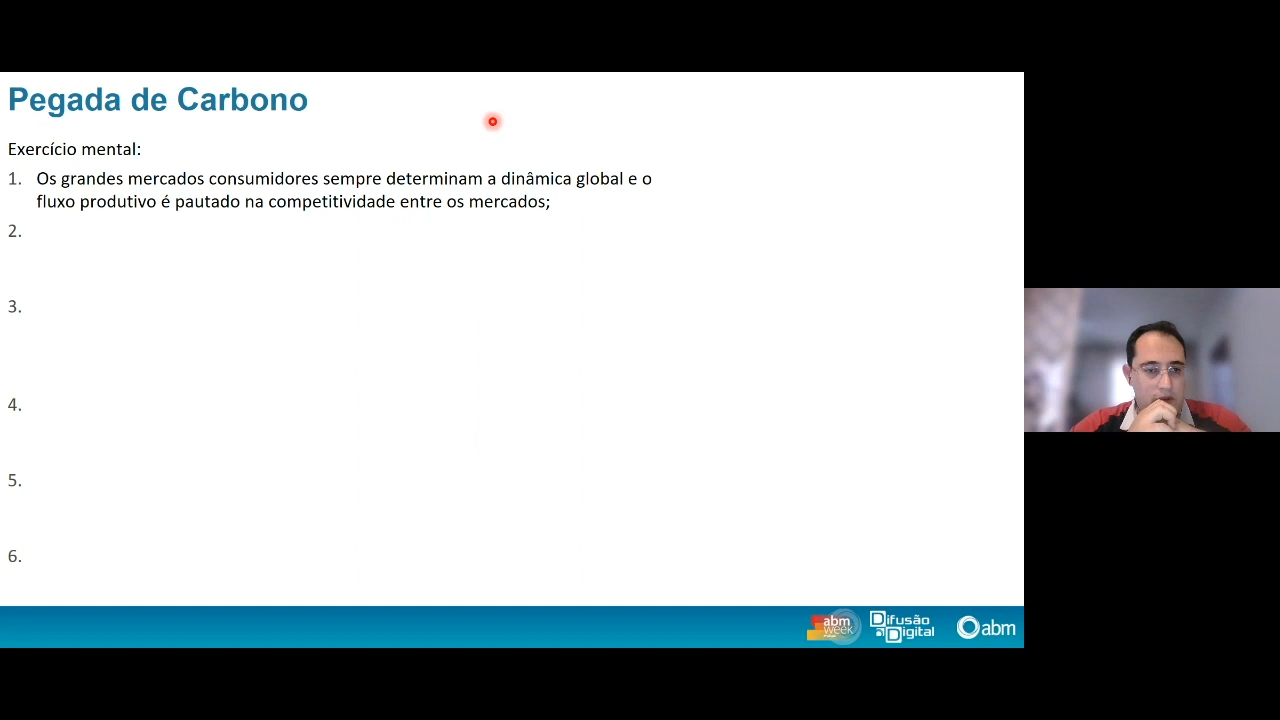 Pegada de Carbono
Exercício mental:
1. Os grandes mercados consumidores sempre determinam a dinâmica global e o
fluxo produtivo é pautado na competitividade entre os mercados;
2.
3.
4.
5.
6.
abm
week
Difusão
Digital
abm